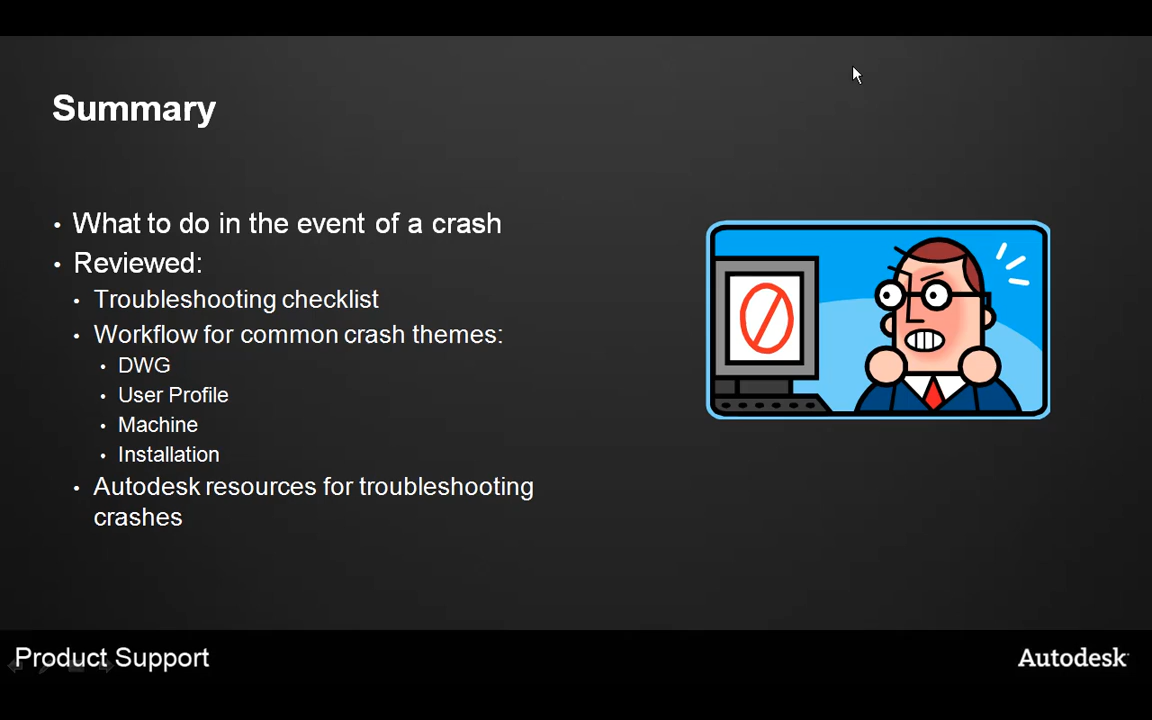 Summary
• What to do in the event of a crash
• Reviewed:
• Troubleshooting checklist
• Workflow for common crash themes:
• DWG
• User Profile
• Machine
• Installation
• Autodesk resources for troubleshooting
crashes
Product Support
Autodesk